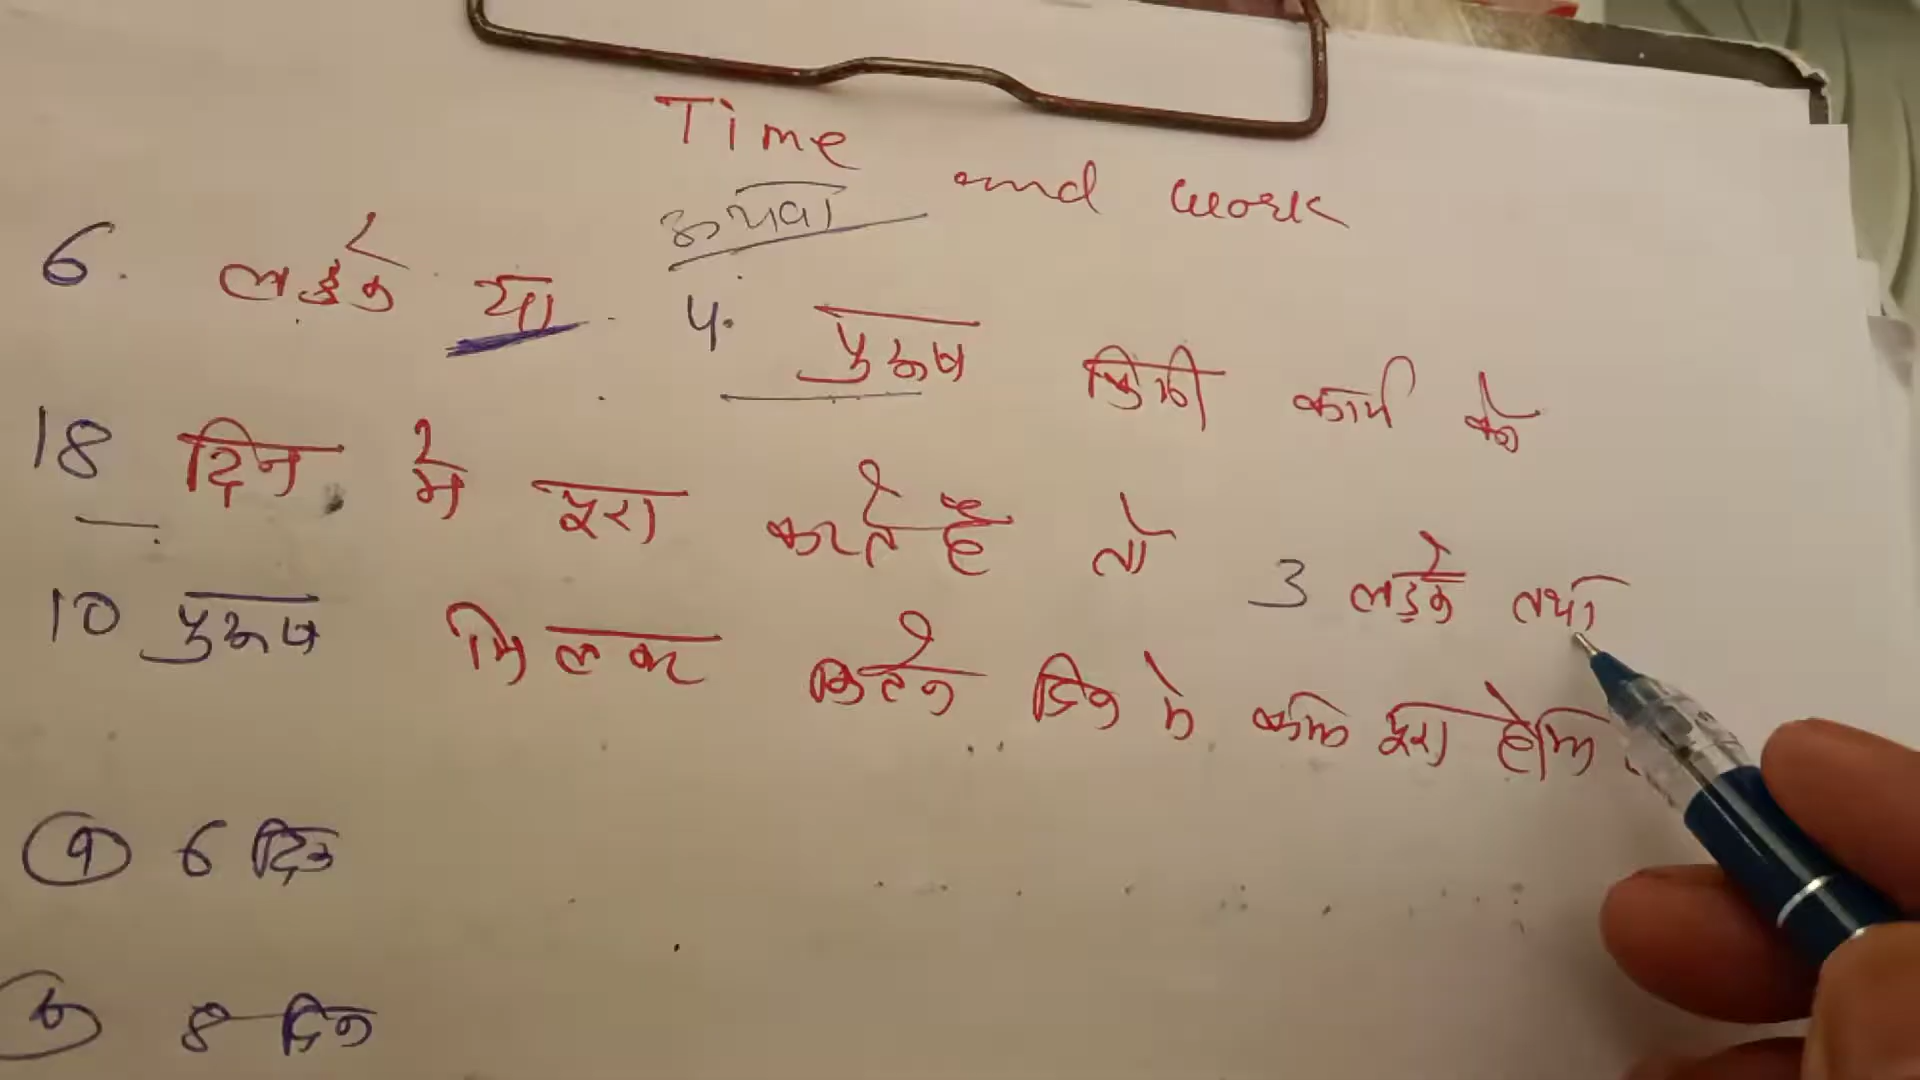 Time and work
अथवा
6. लड़के या 4. पुरूष किसी कार्य को
18 दिन में पूरा करते है तो 3 लड़के तथा
10 पुरूष मिलकर कितने दिन मे कार्य पूरा होगा
a 6 दिन
b 8 दिन